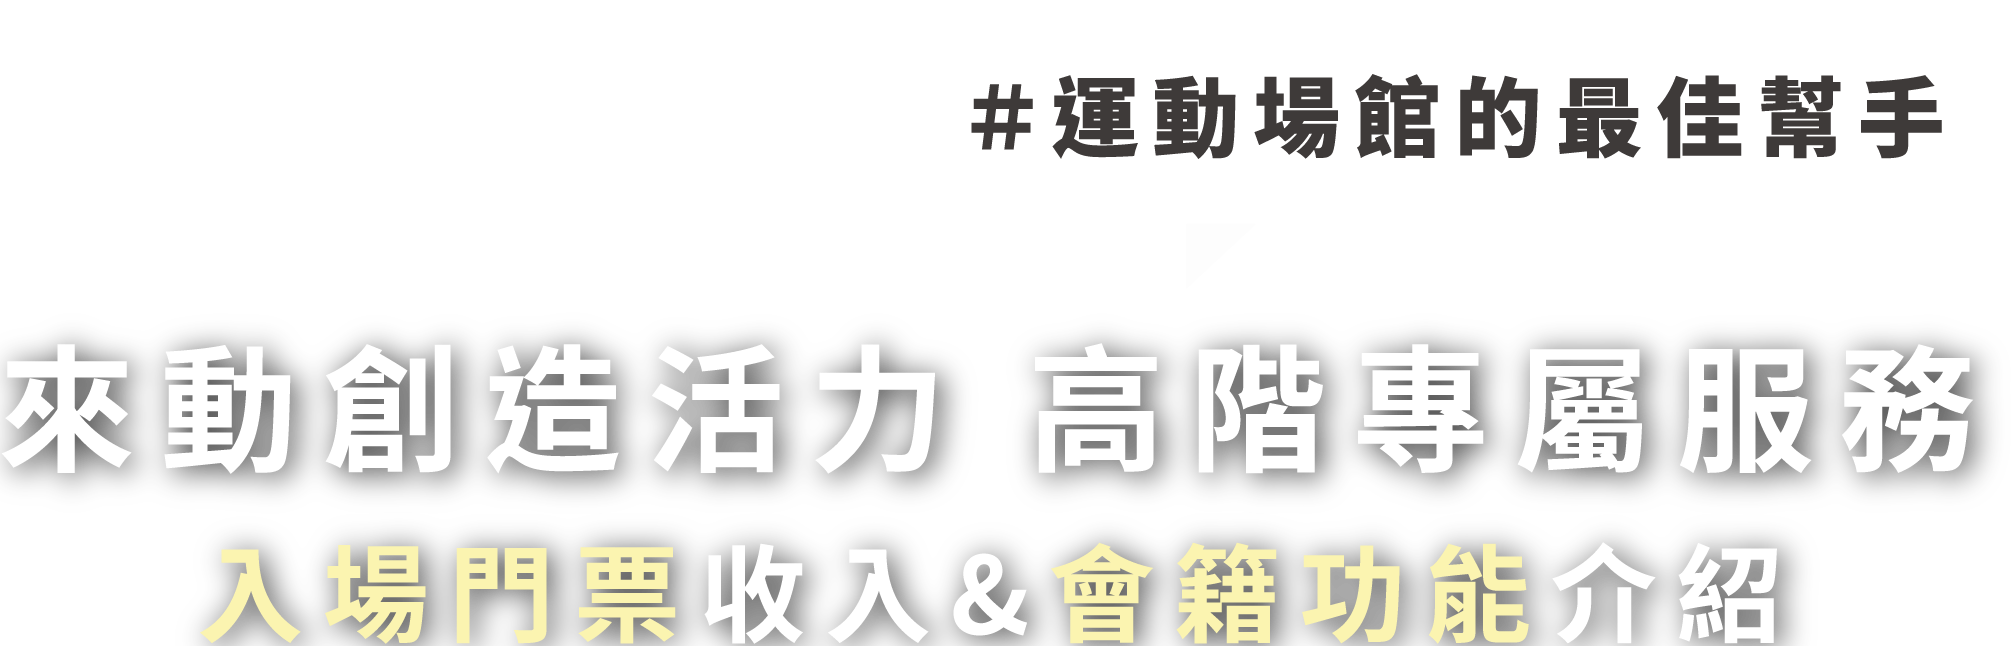 #運動場館的最佳幫手
來動創造活力 高階專屬服務
入場門票收入&會籍功能介紹